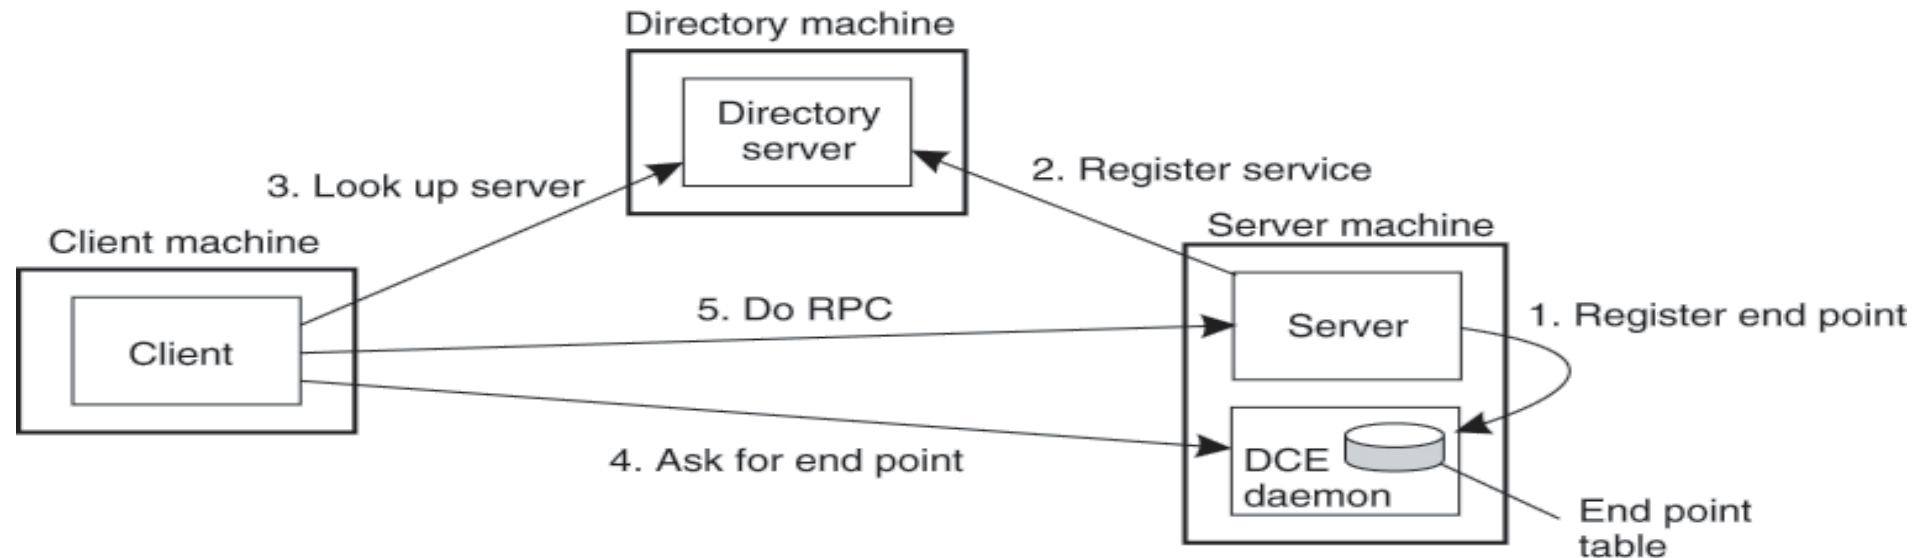 Directory machine
Directory
server
3. Look up server
2. Register service
Client machine
Server machine
Client
5. Do RPC
Server
1. Register end point
4. Ask for end point
DCE
daemon
End point
table